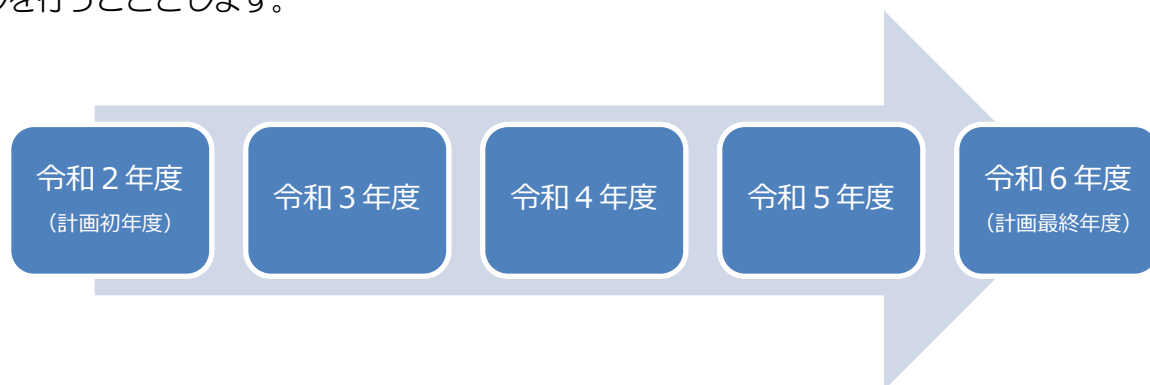 を行うこととします。
令和２年度
（計画初年度）
令和３年度
令和４年度
令和５年度
令和６年度
（計画最終年度）